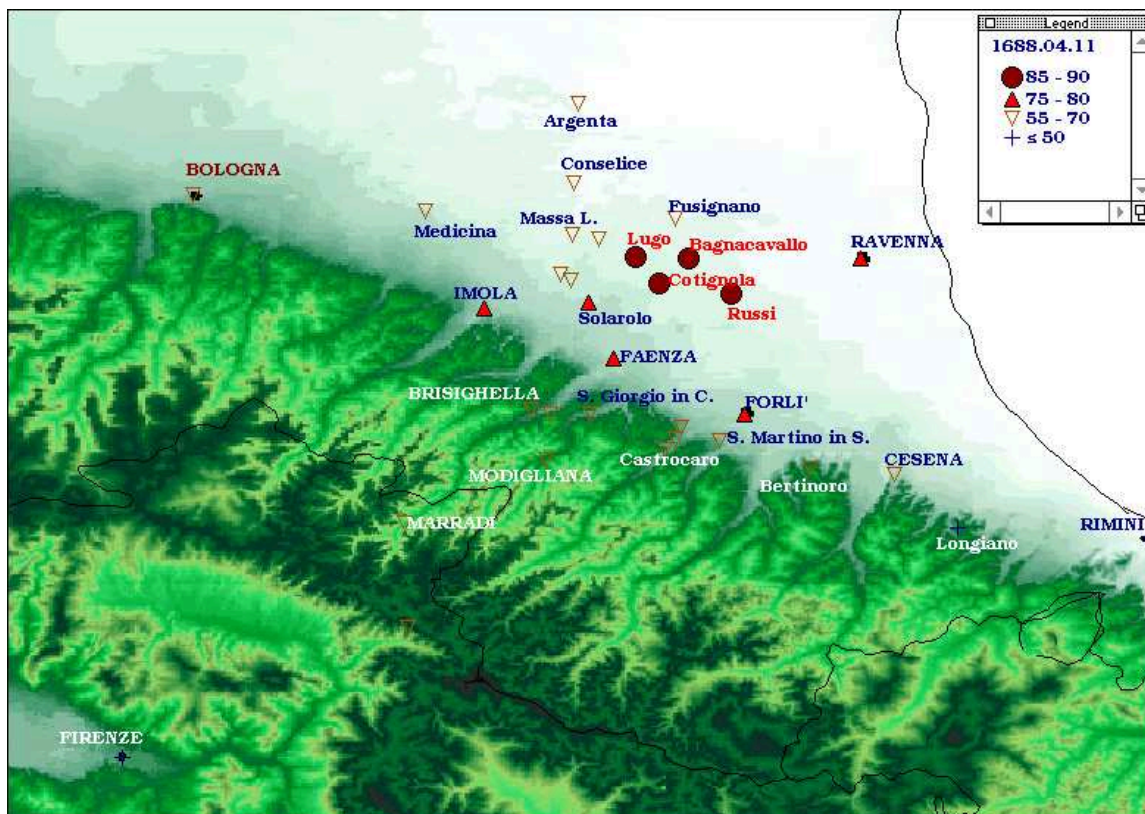 Legend
1688.04.11
85 - 90
75 - 80
55 - 70
≤ 50
Argenta
Conselice
BOLOGNA
Fusignano
Massa L.
Medicina
Lugo
Bagnacavallo
RAVENNA
Cotignola
IMOLA
Solarolo
Russi
FAENZA
BRISIGHELLA
S. Giorgio in C.
FORLI'
S. Martino in S.
Castrocaro
CESENA
MODIGLIANA
Bertinoro
MARRADI
RIMINI
Longiano
FIRENZE